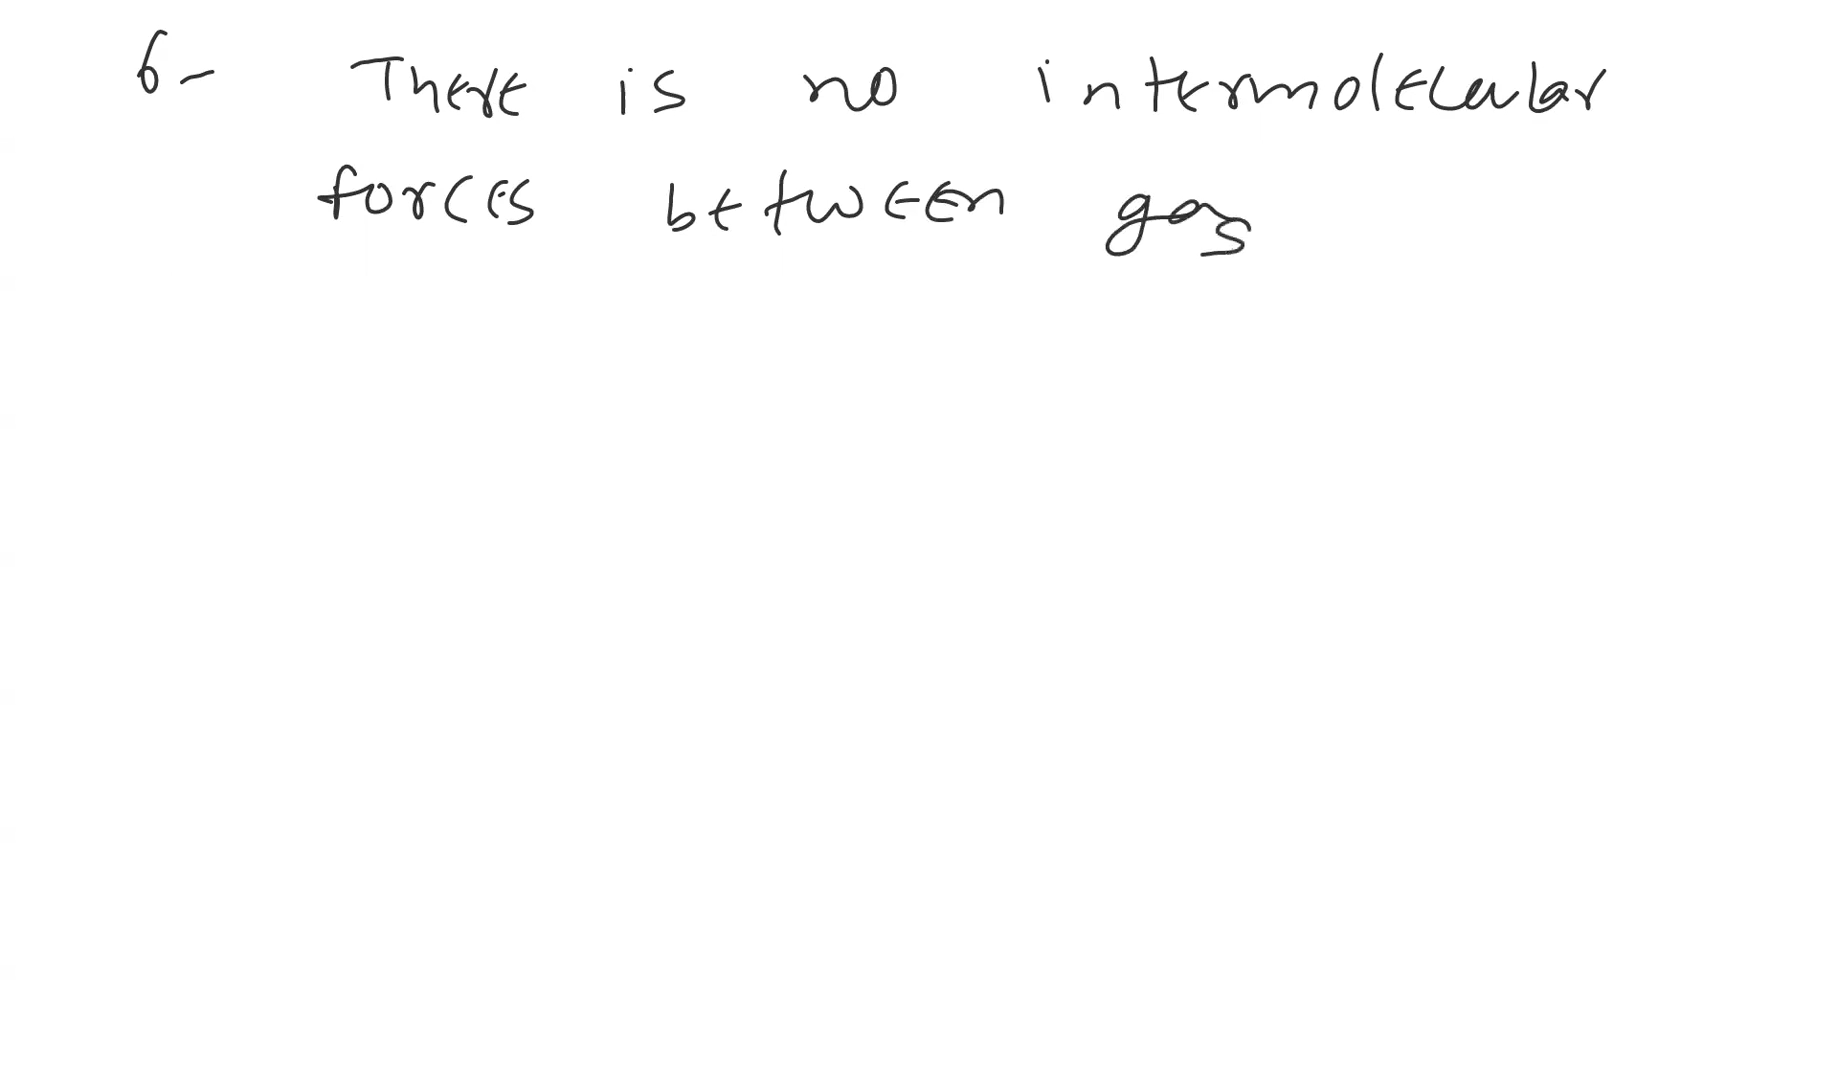 6- There is no intermolecular
forces between gas